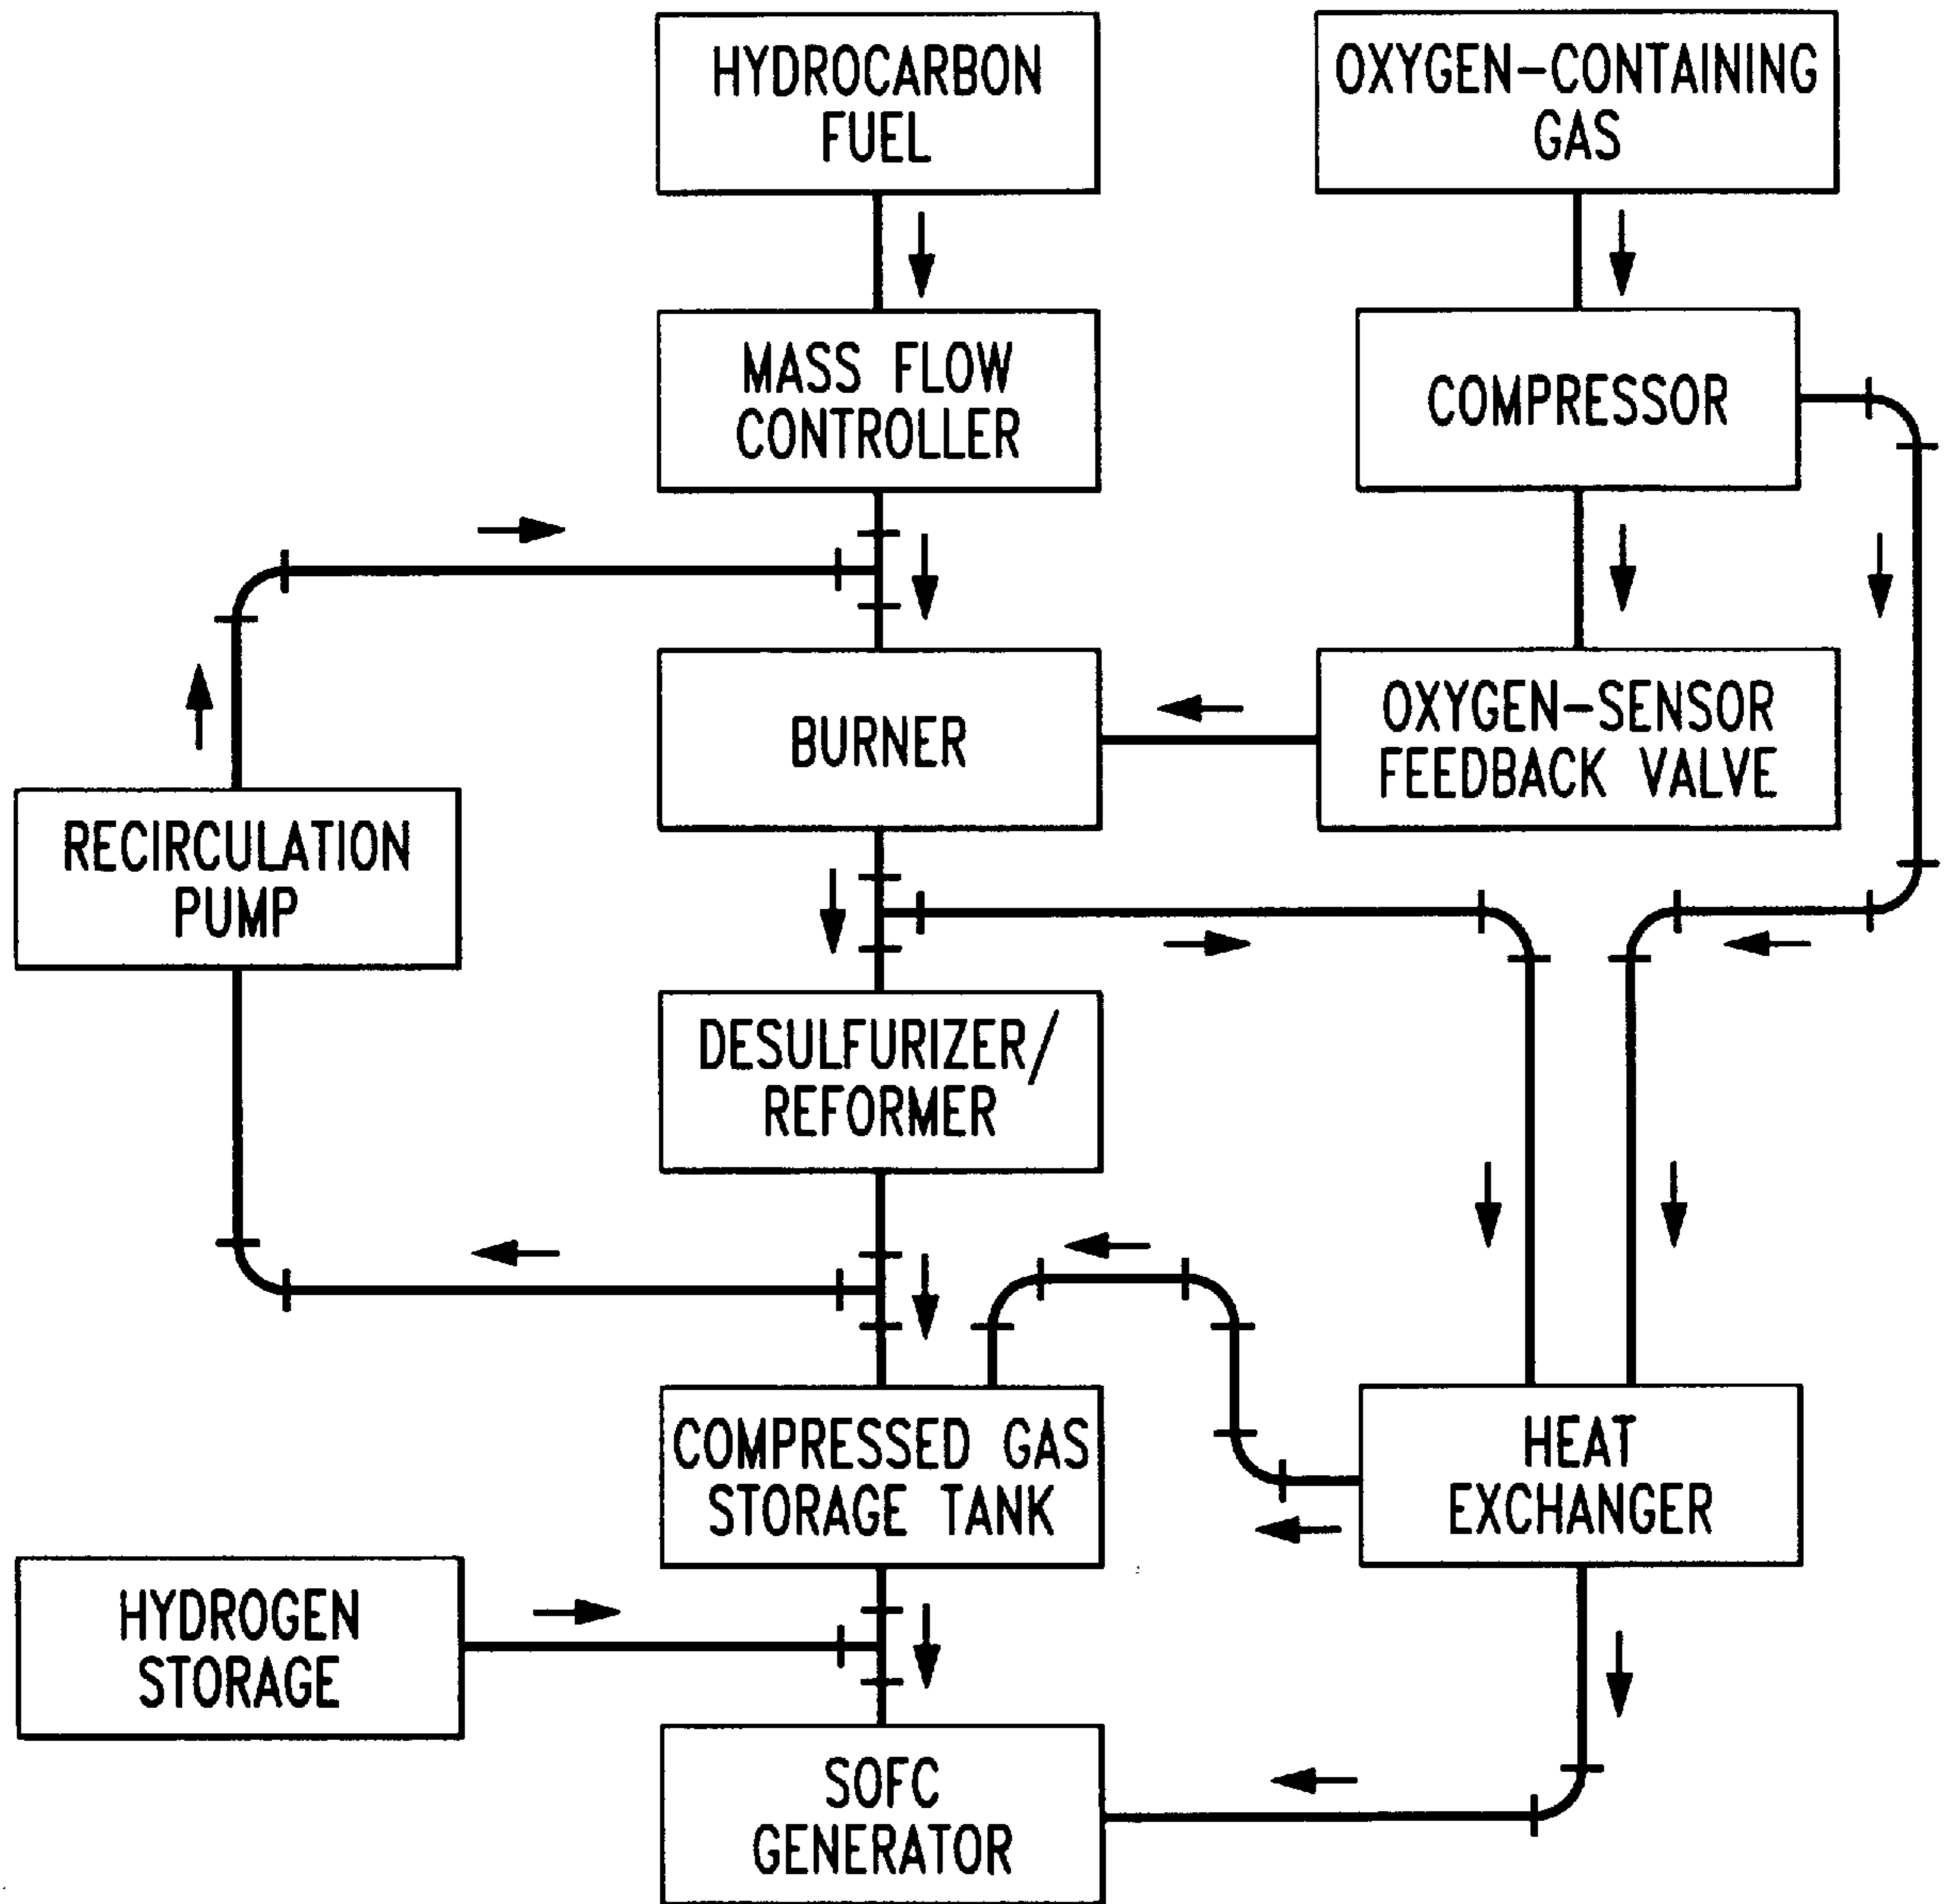 HYDROCARBON
FUEL
OXYGEN-CONTAINING
GAS
MASS FLOW
CONTROLLER
COMPRESSOR
BURNER
OXYGEN-SENSOR
FEEDBACK VALVE
RECIRCULATION
PUMP
DESULFURIZER/
REFORMER
COMPRESSED GAS
STORAGE TANK
HEAT
EXCHANGER
HYDROGEN
STORAGE
SOFC
GENERATOR